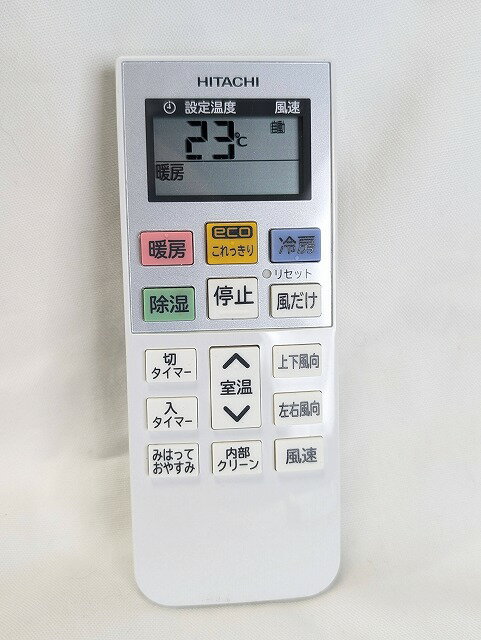 HITACHI
設定温度 風速
23℃
暖房
暖房
eco
これっきり
冷房
リセット
除湿
停止
風だけ
切
タイマー
室温
上下風向
入
タイマー
左右風向
みはって
おやすみ
内部
クリーン
風速